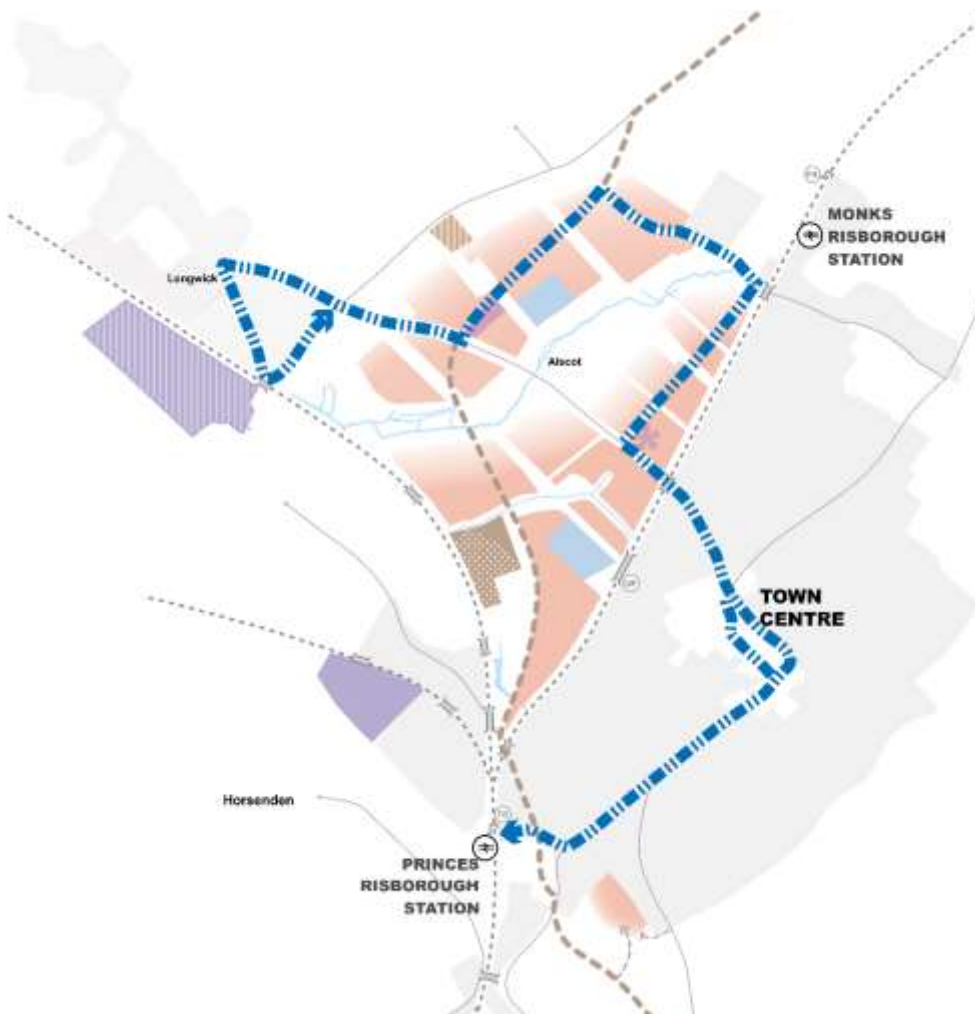 MONKS
RISBOROUGH
STATION
Longwick
Alscot
TOWN
CENTRE
Horsenden
PRINCES
RISBOROUGH
STATION